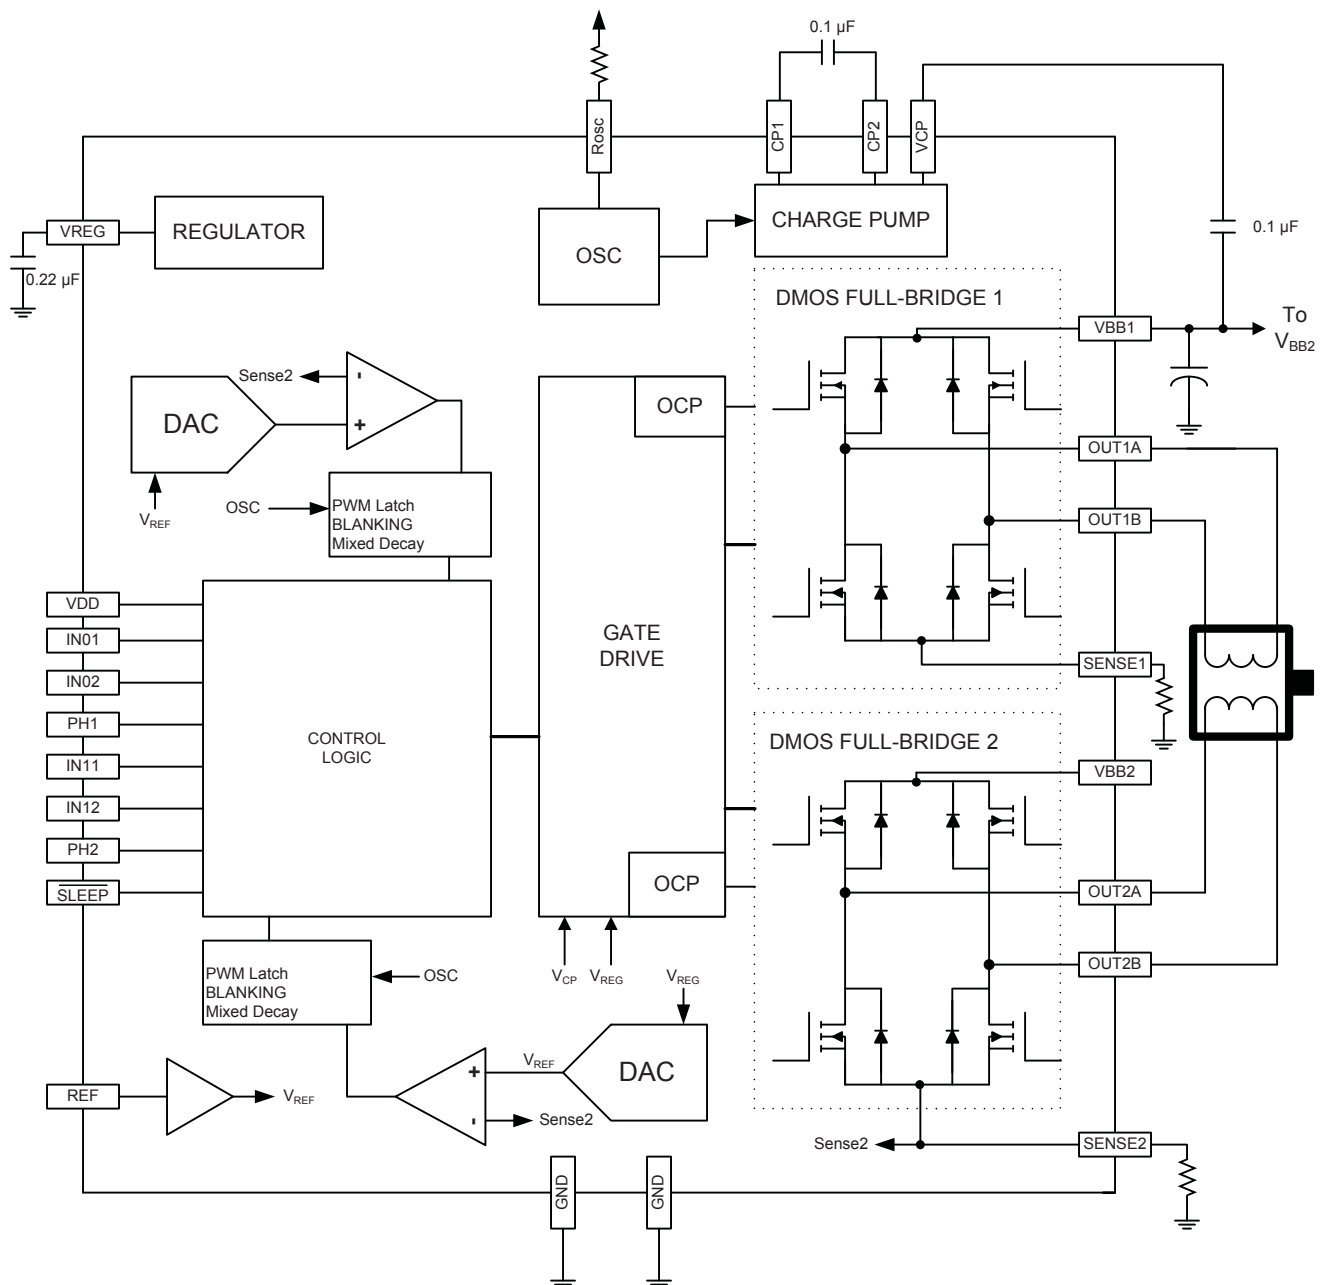 0.1 µF
Rosc
CP1
CP2
VCP
VREG
REGULATOR
OSC
CHARGE PUMP
0.1 µF
0.22 µF
DMOS FULL-BRIDGE 1
VBB1
To
VBB2
Sense2
-
+
DAC
OCP
VREF
OSC
PWM Latch
BLANKING
Mixed Decay
OUT1A
OUT1B
VDD
IN01
IN02
PH1
IN11
IN12
PH2
SLEEP
CONTROL
LOGIC
GATE
DRIVE
SENSE1
DMOS FULL-BRIDGE 2
VBB2
OCP
OUT2A
OUT2B
PWM Latch
BLANKING
Mixed Decay
OSC
VCP
VREG
VREG
REF
VREF
+
-
VREF
DAC
Sense2
Sense2
SENSE2
GND
GND